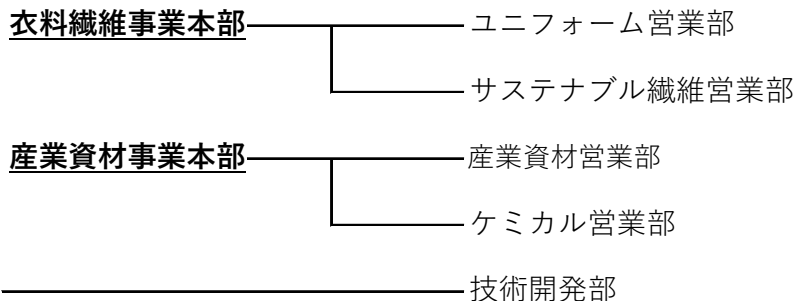 衣料繊維事業本部 ユニフォーム営業部
サステナブル繊維営業部
産業資材事業本部 産業資材営業部
ケミカル営業部
技術開発部